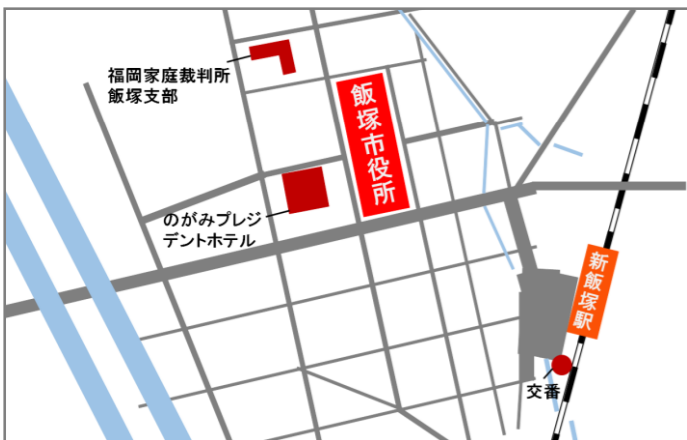 福岡家庭裁判所
飯塚支部
飯塚市役所
のがみプレジ
デントホテル
新飯塚駅
交番